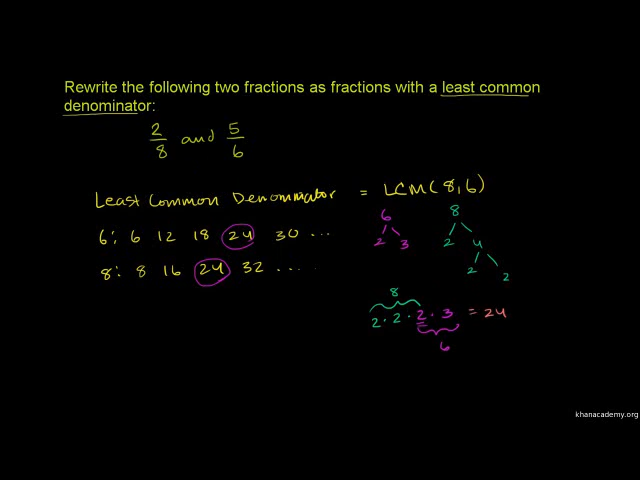 Rewrite the following two fractions as fractions with a least common
denominator:
2/8 and 5/6
Least Common Denominator = LCM(8,6)
6: 6 12 18 24 30 ...
8: 8 16 24 32 ....
6
2 3
8
2 4
2 2
8
2·2·2·3 = 24
6
khanacademy.org